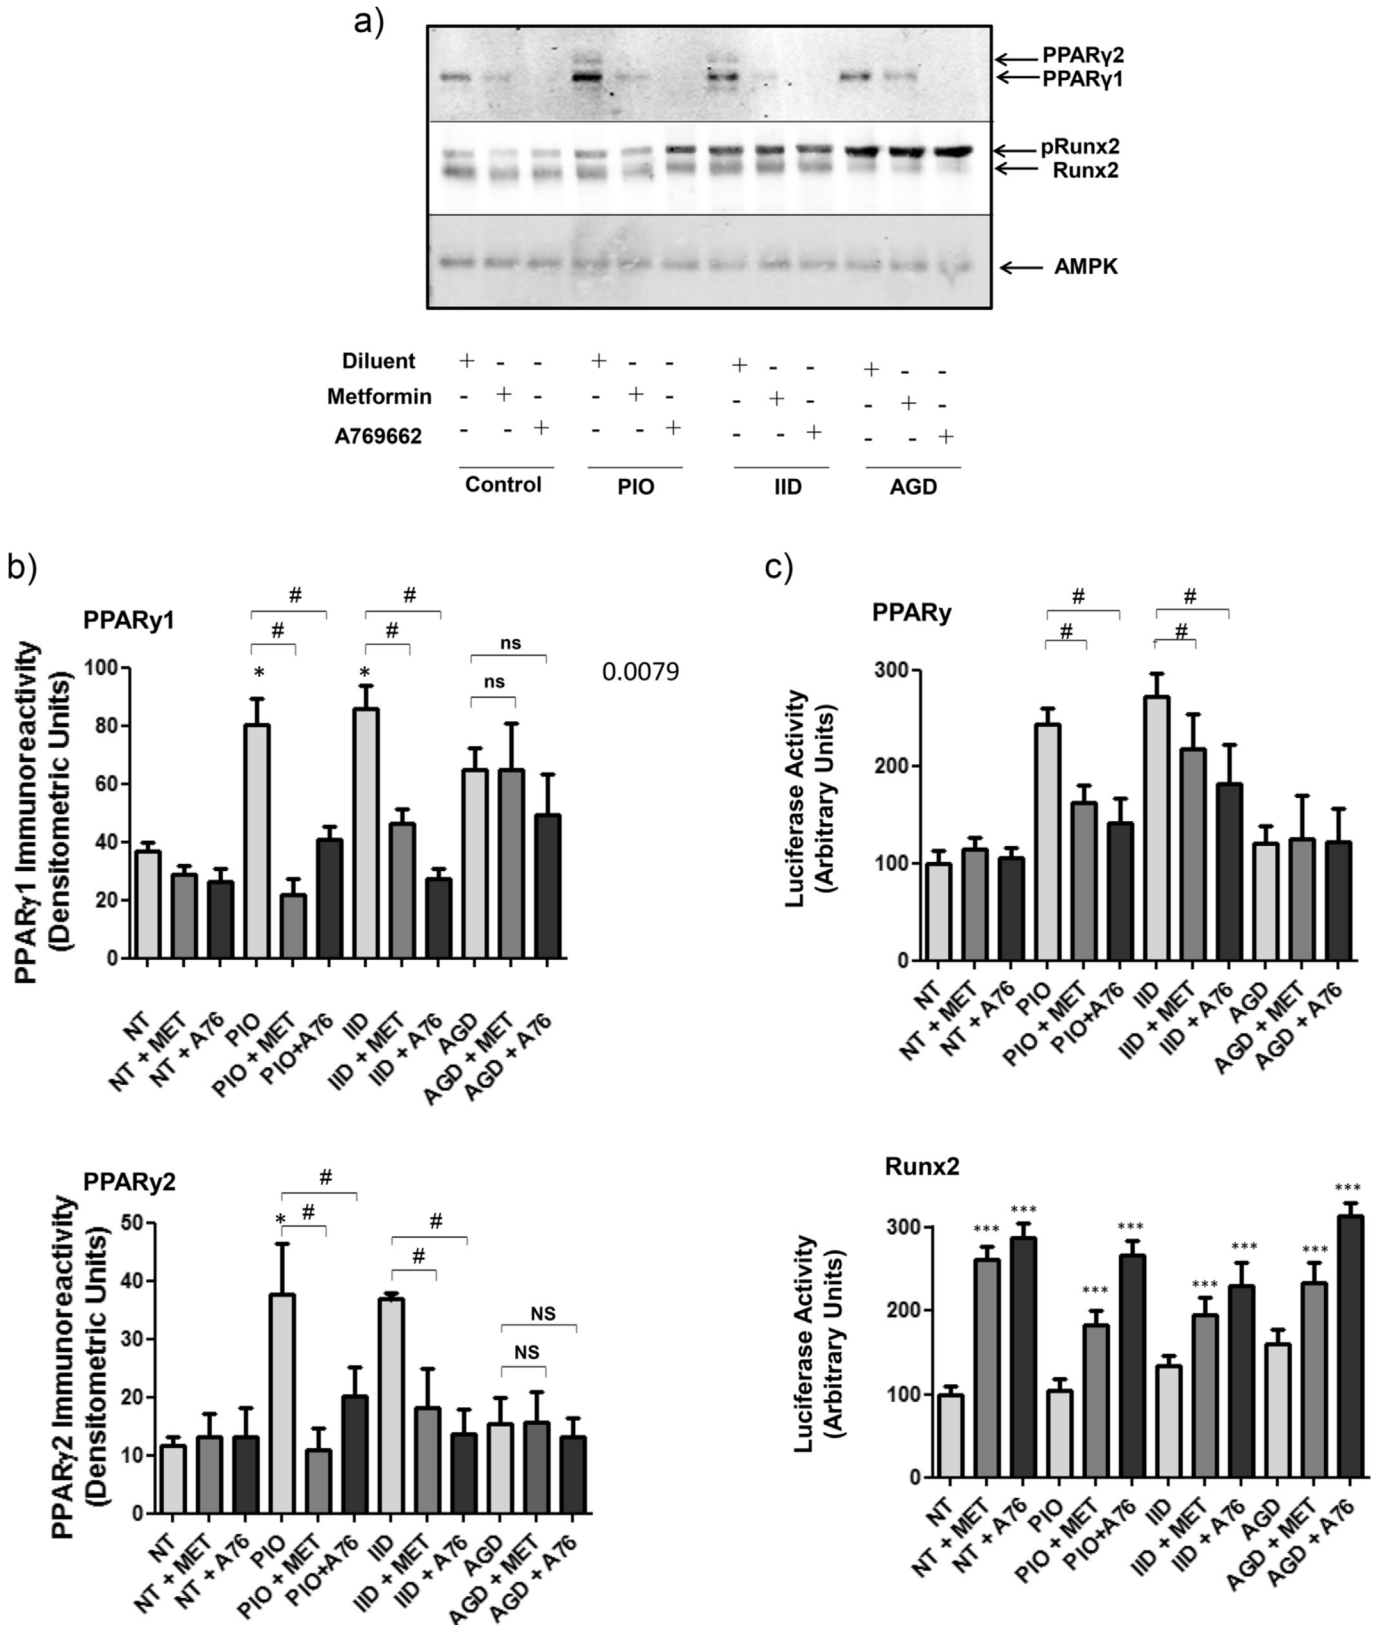 a)
PPARγ2
PPARγ1
pRunx2
Runx2
AMPK
Diluent + - - + - - + - - + - -
Metformin - + - - + - - + - - + -
A769662 - - + - - + - - + - - +
Control PIO IID AGD
b)
PPARy1
# # # # ns ns
* *
0.0079
PPARγ1 Immunoreactivity
(Densitometric Units)
100
80
60
40
20
0
NT
NT + MET
NT + A76
PIO
PIO + MET
PIO+A76
IID
IID + MET
IID + A76
AGD
AGD + MET
AGD + A76
c)
PPARy
# # # #
Luciferase Activity
(Arbitrary Units)
300
200
100
0
NT
NT + MET
NT + A76
PIO
PIO + MET
PIO+A76
IID
IID + MET
IID + A76
AGD
AGD + MET
AGD + A76
PPARy2
# # # # NS NS
*
PPARγ2 Immunoreactivity
(Densitometric Units)
50
40
30
20
10
0
NT
NT + MET
NT + A76
PIO
PIO + MET
PIO+A76
IID
IID + MET
IID + A76
AGD
AGD + MET
AGD + A76
Runx2
*** *** *** *** *** *** *** ***
Luciferase Activity
(Arbitrary Units)
300
200
100
0
NT
NT + MET
NT + A76
PIO
PIO + MET
PIO+A76
IID
IID + MET
IID + A76
AGD
AGD + MET
AGD + A76